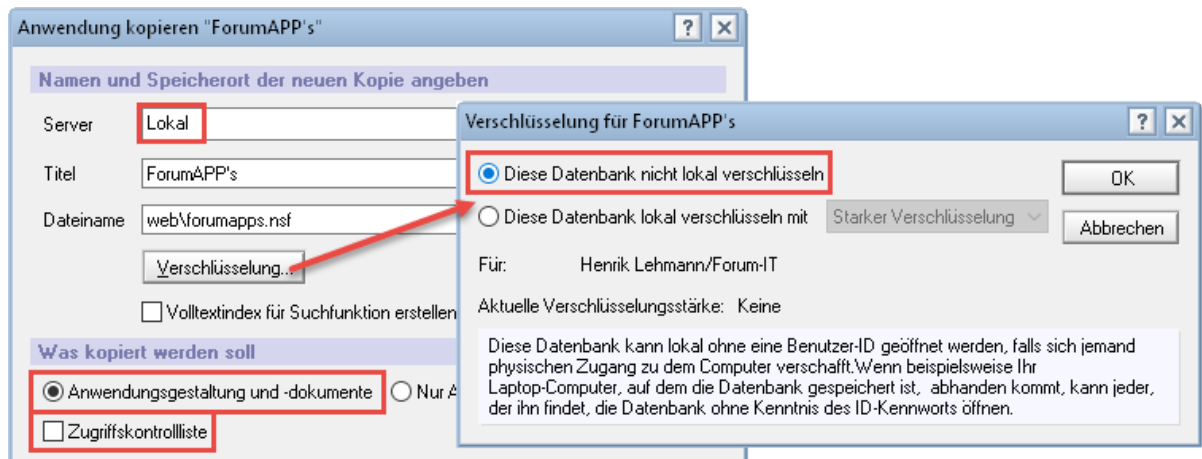 Anwendung kopieren "ForumAPP's"
Namen und Speicherort der neuen Kopie angeben
Server Lokal
Titel ForumAPP's
Dateiname web\forumapps.nsf
Verschlüsselung...
Volltextindex für Suchfunktion erstellen
Was kopiert werden soll
Anwendungsgestaltung und -dokumente Nur A
Zugriffskontrollliste
Verschlüsselung für ForumAPP's
Diese Datenbank nicht lokal verschlüsseln
OK
Diese Datenbank lokal verschlüsseln mit Starker Verschlüsselung
Abbrechen
Für: Henrik Lehmann/Forum-IT
Aktuelle Verschlüsselungsstärke: Keine
Diese Datenbank kann lokal ohne eine Benutzer-ID geöffnet werden, falls sich jemand
physischen Zugang zu dem Computer verschafft.Wenn beispielsweise Ihr
Laptop-Computer, auf dem die Datenbank gespeichert ist, abhanden kommt, kann jeder,
der ihn findet, die Datenbank ohne Kenntnis des ID-Kennworts öffnen.